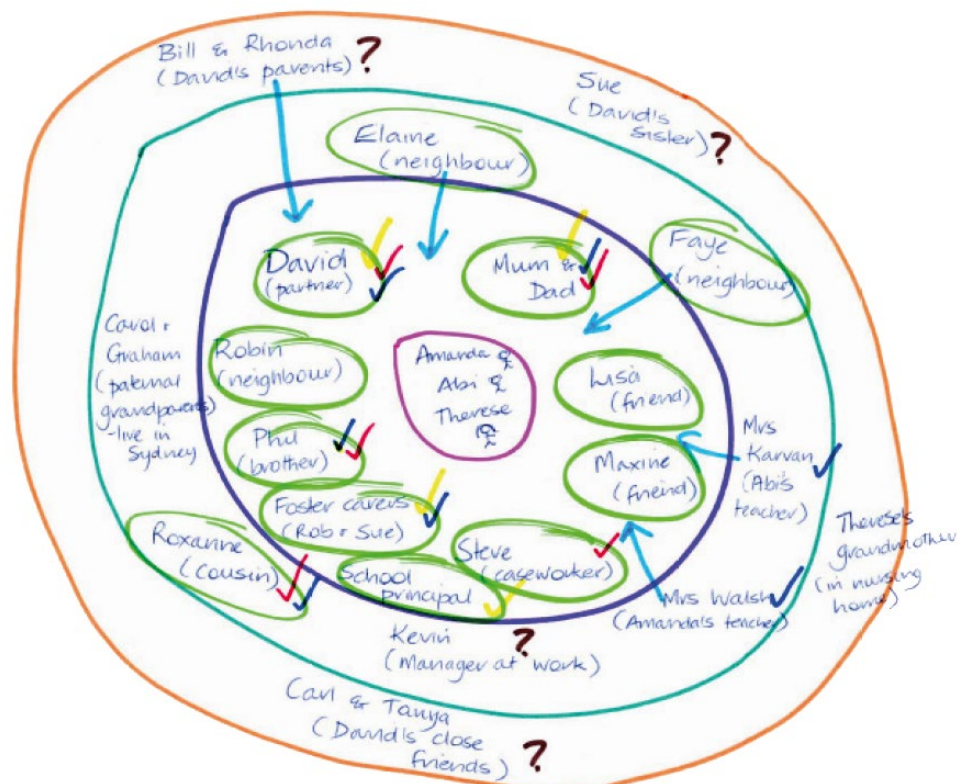 Bill & Rhonda
(David's parents) ?
Sue
(David's
sister) ?
Elaine
(neighbour)
David
(partner)
Mum &
Dad
Faye
(neighbour)
Carol &
Graham
(paternal
grandparents)
-live in
Sydney
Robin
(neighbour)
Amanda
Abi
Therese
Lisa
(friend)
Phil
(brother)
Maxine
(friend)
Mrs
Karvan
(Abi's
teacher)
Foster carers
(Rob & Sue)
Roxanne
(cousin)
School
principal
Steve
(caseworker)
Mrs Walsh
(Amanda's teacher)
Therese's
grandmother
(in nursing
home)
Kevin ?
(Manager at work)
Carl & Tanya
(David's close
friends) ?